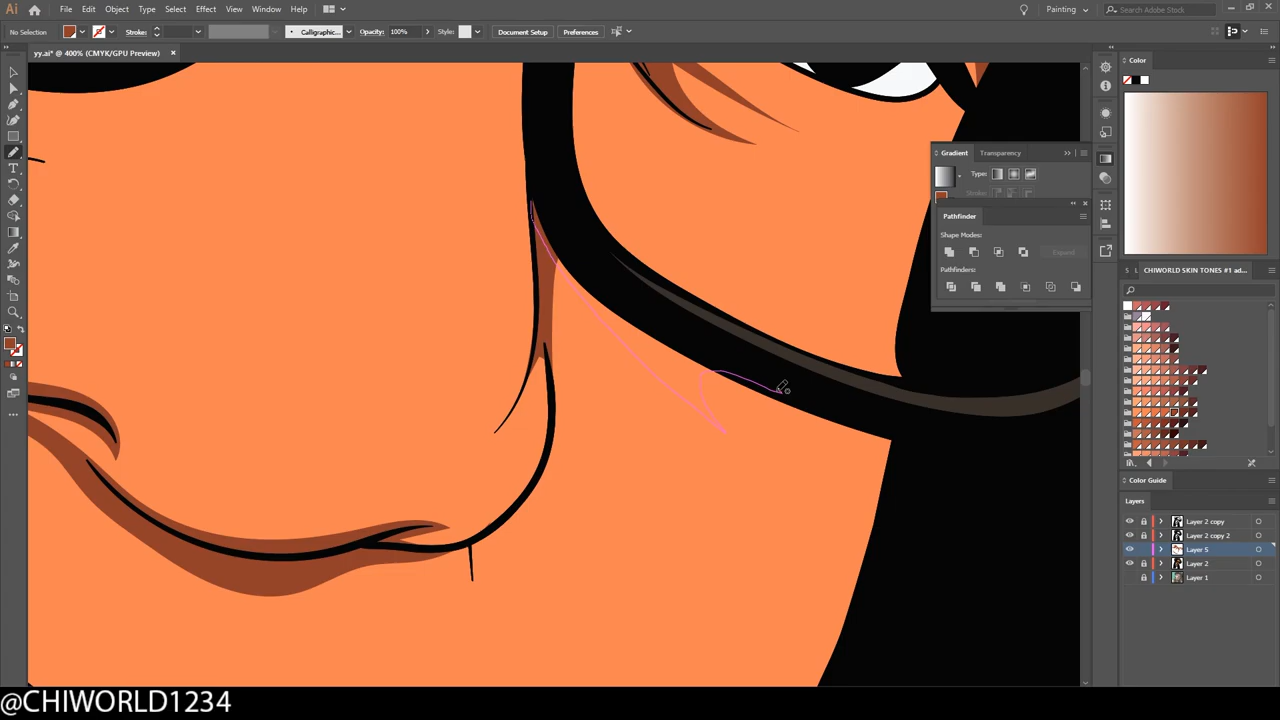 Ai File Edit Object Type Select Effect View Window Help Painting Search Adobe Stock
No Selection Stroke: Calligraphic... Opacity: 100% Style: Document Setup Preferences
yy.ai* @ 400% (CMYK/GPU Preview)
Color
Gradient Transparency
Type:
Stroke:
Pathfinder
Shape Modes:
Expand
Pathfinders:
S L CHIWORLD SKIN TONES #1 ad...
Color Guide
Layers
Layer 2 copy
Layer 2 copy 2
Layer 5
Layer 2
Layer 1
@CHIWORLD1234